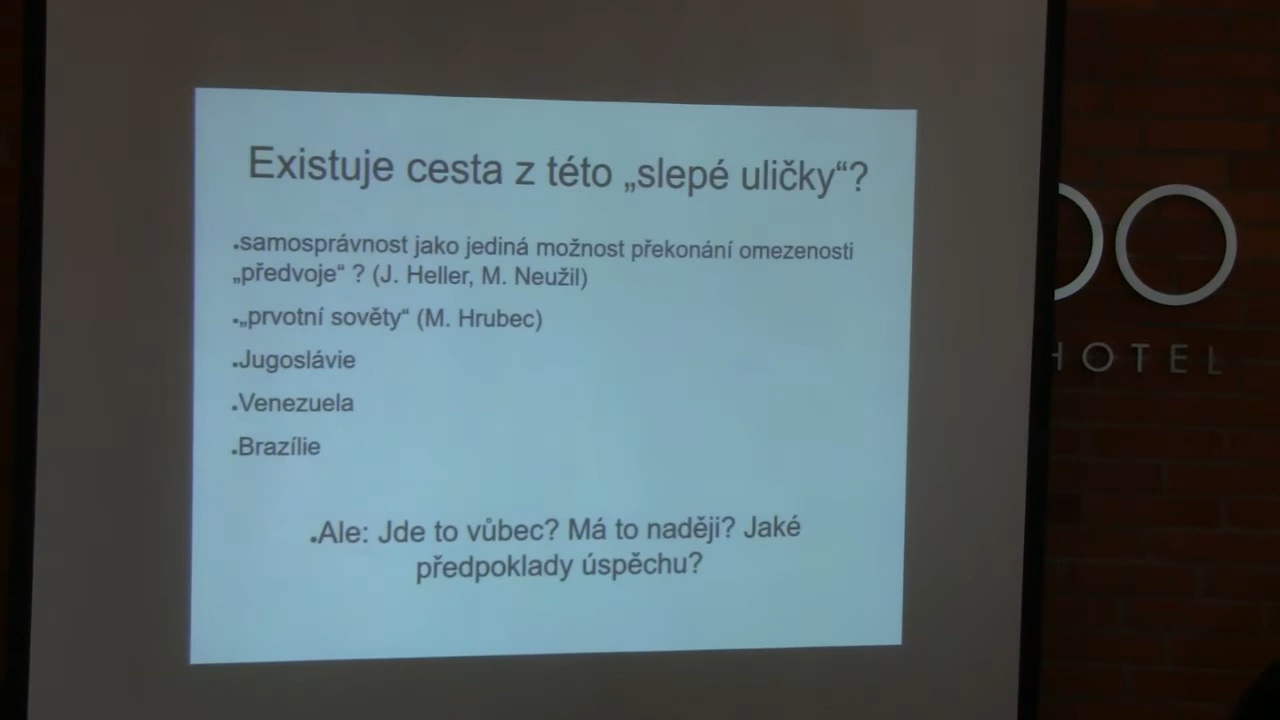 Existuje cesta z této „slepé uličky“?
•samosprávnost jako jediná možnost překonání omezenosti
„předvoje“ ? (J. Heller, M. Neužil)
•„prvotní sověty“ (M. Hrubec)
•Jugoslávie
•Venezuela
•Brazílie
•Ale: Jde to vůbec? Má to naději? Jaké
předpoklady úspěchu?
OO
HOTEL